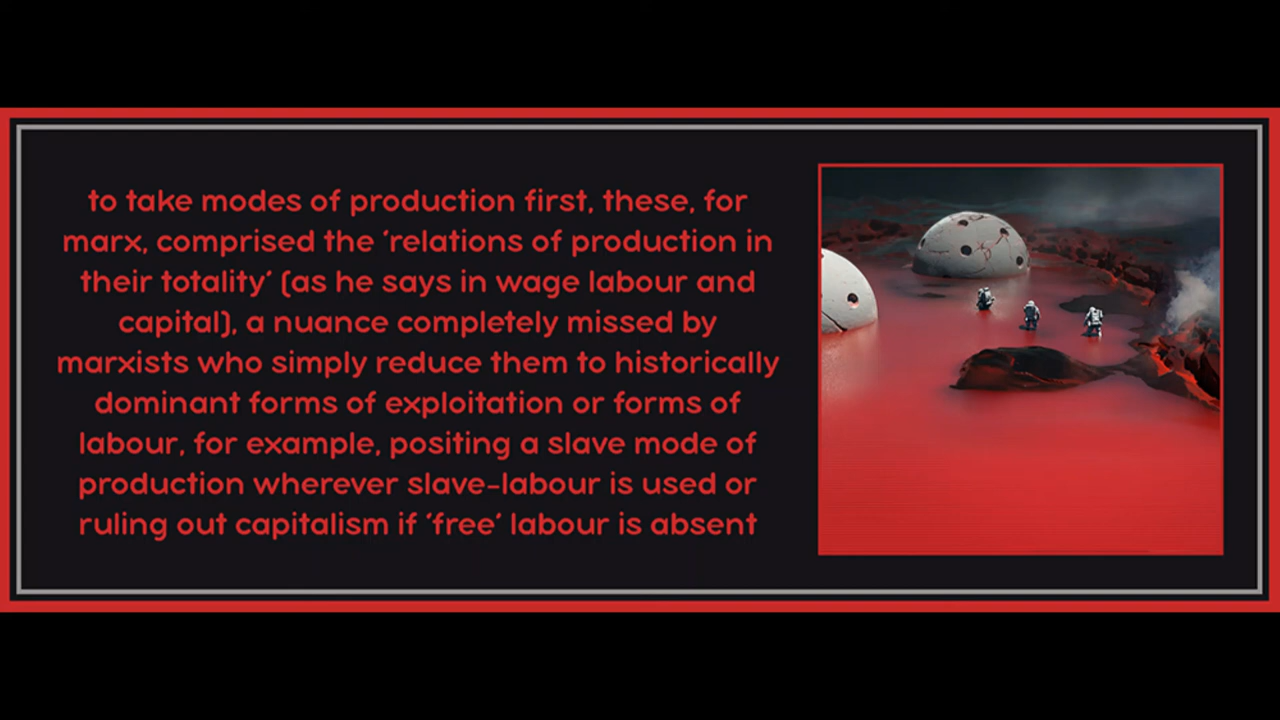 to take modes of production first, these, for
marx, comprised the 'relations of production in
their totality' (as he says in wage labour and
capital), a nuance completely missed by
marxists who simply reduce them to historically
dominant forms of exploitation or forms of
labour, for example, positing a slave mode of
production wherever slave-labour is used or
ruling out capitalism if 'free' labour is absent